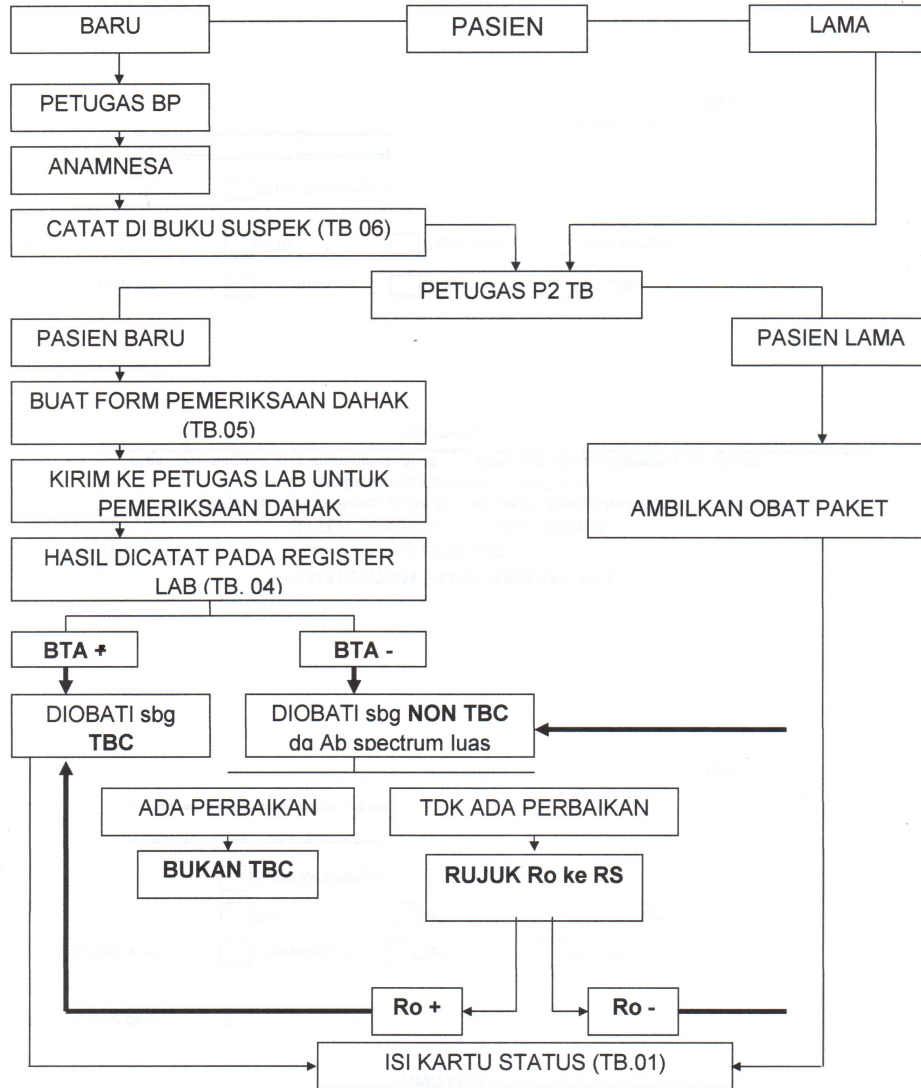 BARU
PASIEN
LAMA
PETUGAS BP
ANAMNESA
CATAT DI BUKU SUSPEK (TB 06)
PETUGAS P2 TB
PASIEN BARU
PASIEN LAMA
BUAT FORM PEMERIKSAAN DAHAK
(TB.05)
KIRIM KE PETUGAS LAB UNTUK
PEMERIKSAAN DAHAK
AMBILKAN OBAT PAKET
HASIL DICATAT PADA REGISTER
LAB (TB. 04)
BTA +
BTA -
DIOBATI sbg
TBC
DIOBATI sbg NON TBC
dg Ab spectrum luas
ADA PERBAIKAN
TDK ADA PERBAIKAN
BUKAN TBC
RUJUK Ro ke RS
Ro +
Ro -
ISI KARTU STATUS (TB.01)